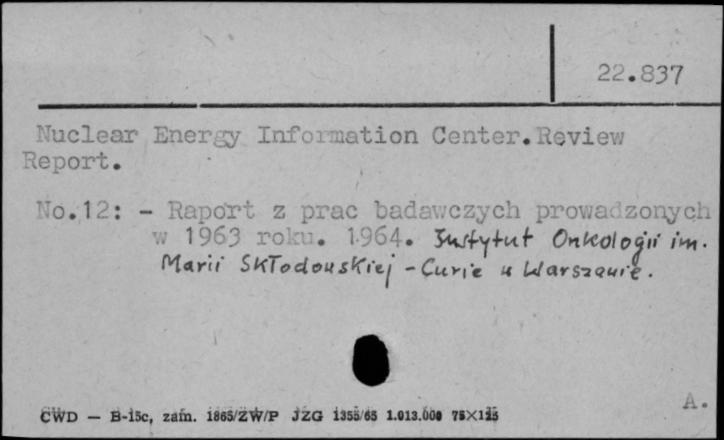 22.837
Nuclear Energy Information Center. Review
Report.
No.12: - Raport z prac badawczych prowadzonych
w 1963 roku. 1964. Instytut Onkologii im.
Marii Skłodowskiej - Curie w Warszawie.
A.
CWD — B-15c, zam. 1865/ZW/P JZG 1355/65 1.013.000 75×125